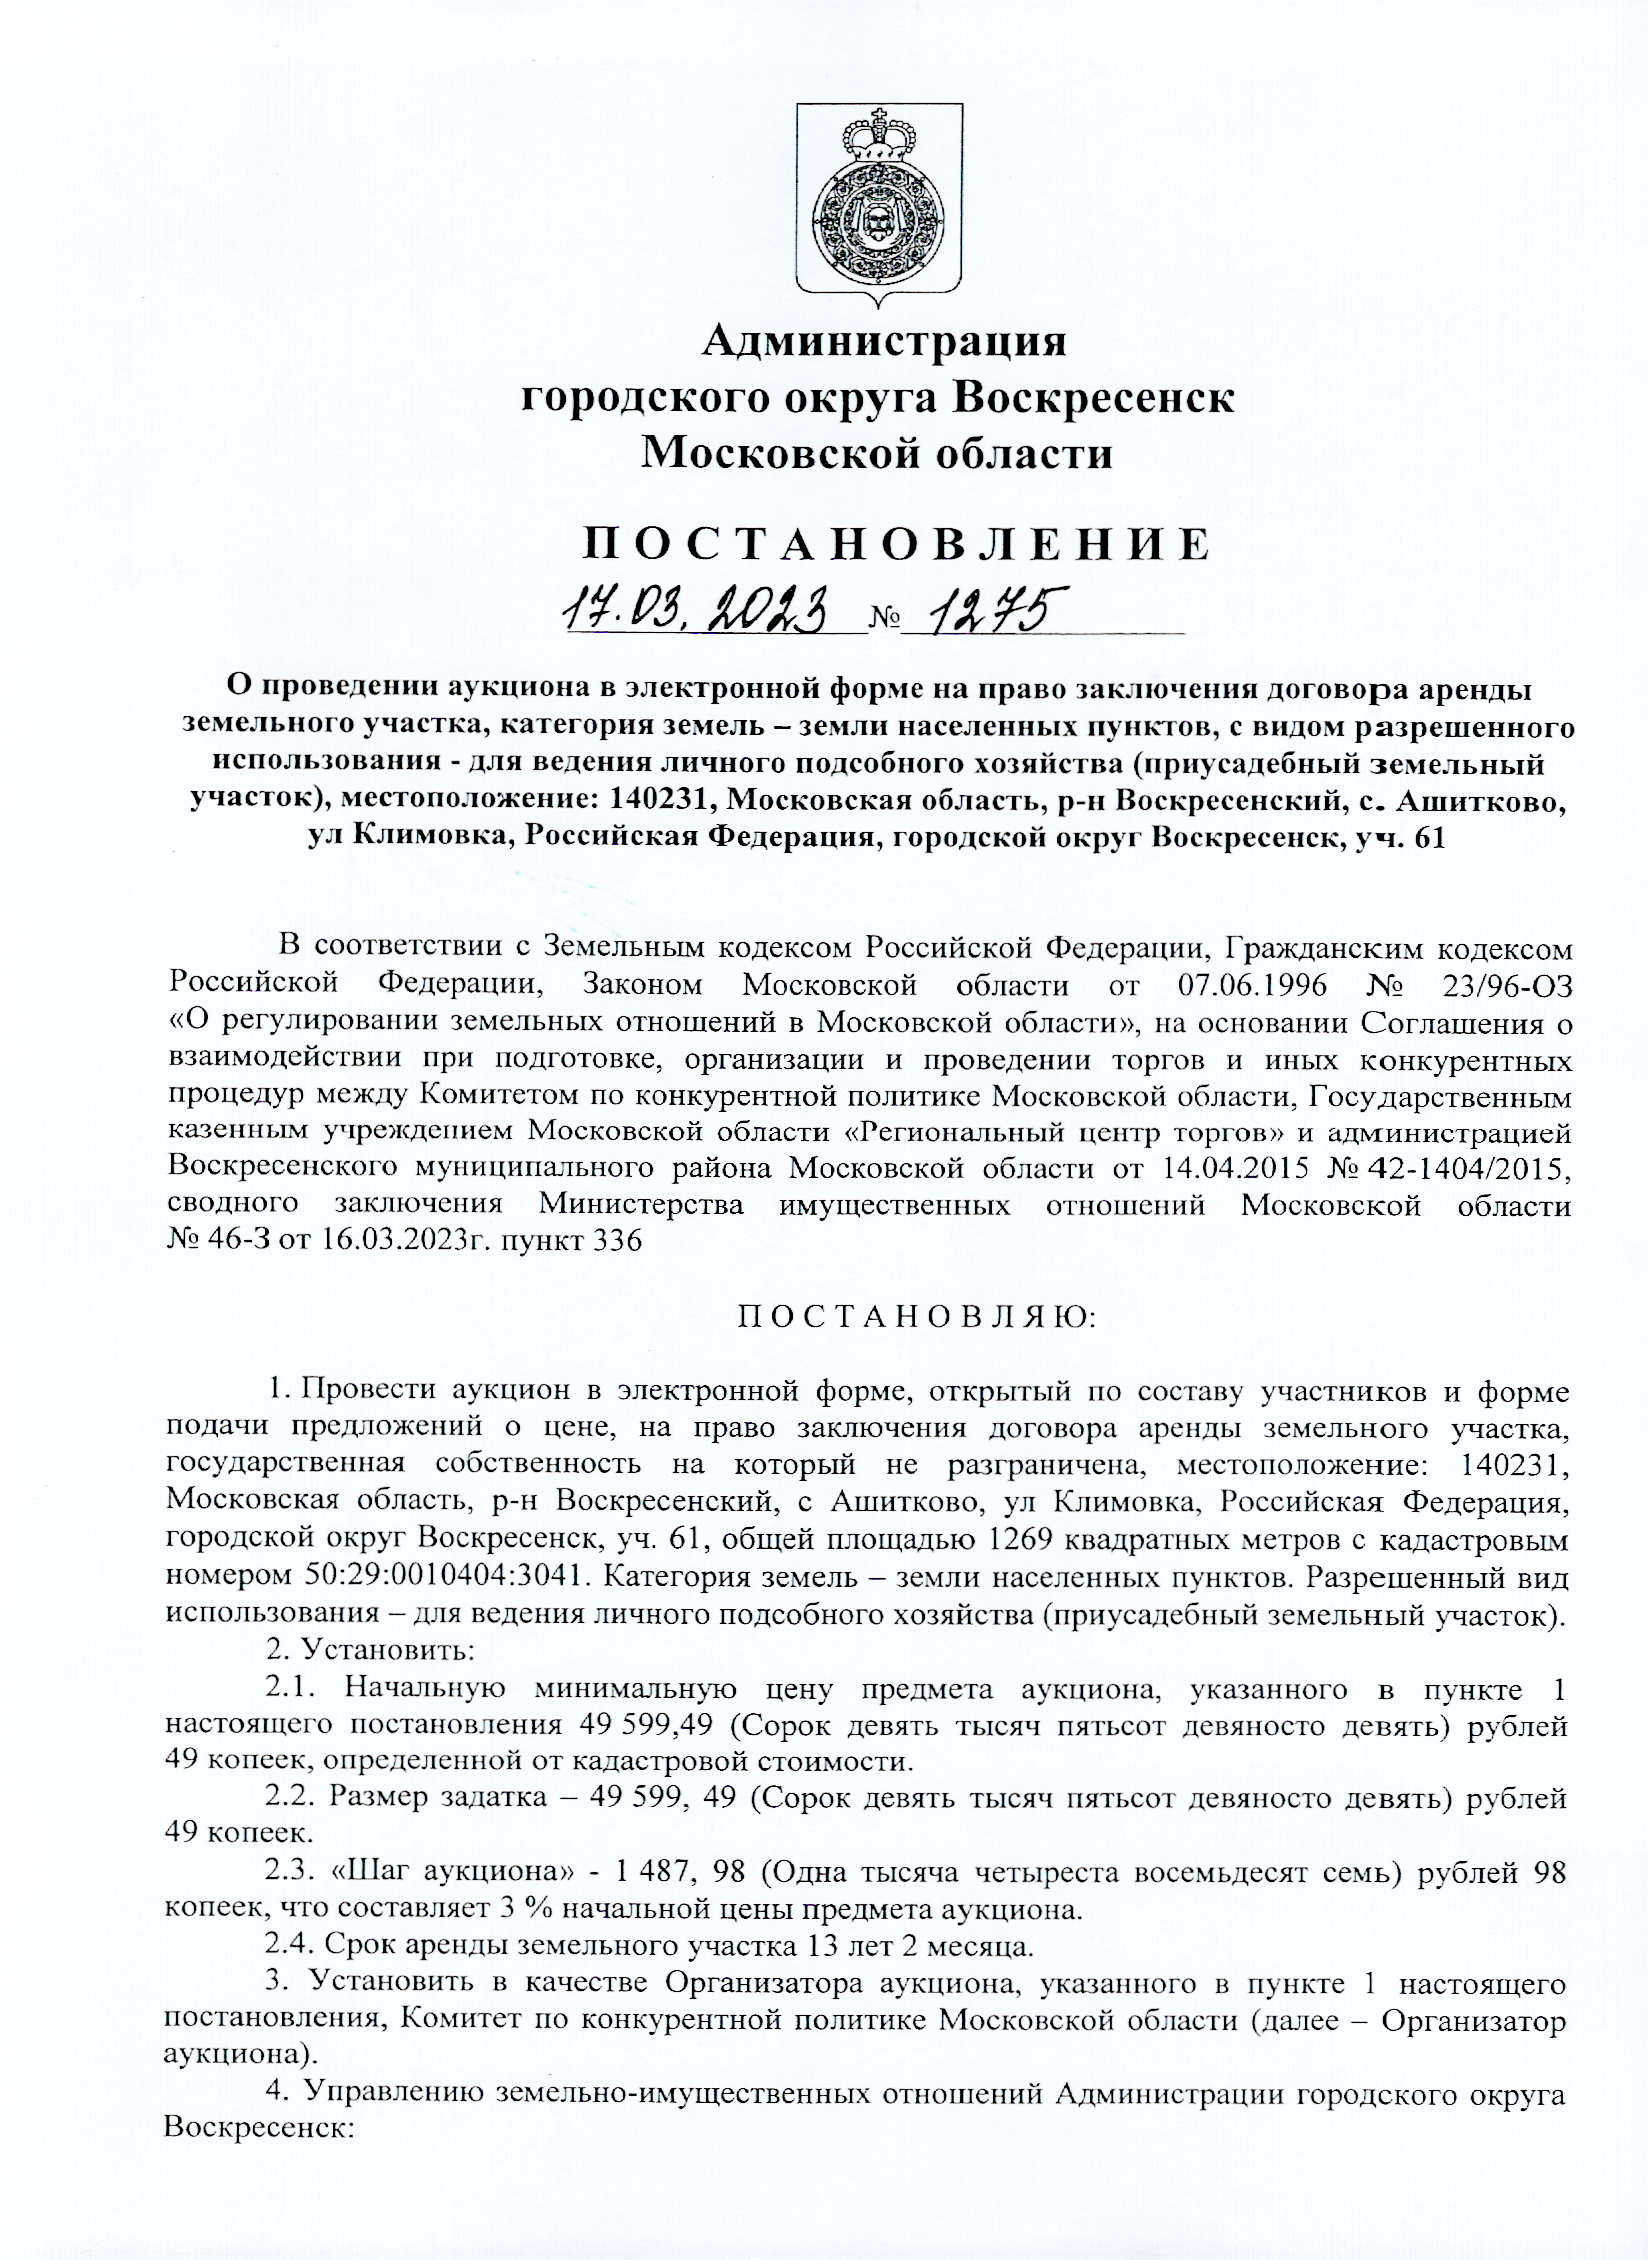 Администрация
городского округа Воскресенск
Московской области
П О С Т А Н О В Л Е Н И Е
17.03.2023 № 1275
О проведении аукциона в электронной форме на право заключения договора аренды
земельного участка, категория земель – земли населенных пунктов, с видом разрешенного
использования - для ведения личного подсобного хозяйства (приусадебный земельный
участок), местоположение: 140231, Московская область, р-н Воскресенский, с. Ашитково,
ул Климовка, Российская Федерация, городской округ Воскресенск, уч. 61
В соответствии с Земельным кодексом Российской Федерации, Гражданским кодексом
Российской Федерации, Законом Московской области от 07.06.1996 № 23/96-ОЗ
«О регулировании земельных отношений в Московской области», на основании Соглашения о
взаимодействии при подготовке, организации и проведении торгов и иных конкурентных
процедур между Комитетом по конкурентной политике Московской области, Государственным
казенным учреждением Московской области «Региональный центр торгов» и администрацией
Воскресенского муниципального района Московской области от 14.04.2015 № 42-1404/2015,
сводного заключения Министерства имущественных отношений Московской области
№ 46-З от 16.03.2023г. пункт 336
П О С Т А Н О В Л Я Ю:
1. Провести аукцион в электронной форме, открытый по составу участников и форме
подачи предложений о цене, на право заключения договора аренды земельного участка,
государственная собственность на который не разграничена, местоположение: 140231,
Московская область, р-н Воскресенский, с Ашитково, ул Климовка, Российская Федерация,
городской округ Воскресенск, уч. 61, общей площадью 1269 квадратных метров с кадастровым
номером 50:29:0010404:3041. Категория земель – земли населенных пунктов. Разрешенный вид
использования – для ведения личного подсобного хозяйства (приусадебный земельный участок).
2. Установить:
2.1. Начальную минимальную цену предмета аукциона, указанного в пункте 1
настоящего постановления 49 599,49 (Сорок девять тысяч пятьсот девяносто девять) рублей
49 копеек, определенной от кадастровой стоимости.
2.2. Размер задатка – 49 599, 49 (Сорок девять тысяч пятьсот девяносто девять) рублей
49 копеек.
2.3. «Шаг аукциона» - 1 487, 98 (Одна тысяча четыреста восемьдесят семь) рублей 98
копеек, что составляет 3 % начальной цены предмета аукциона.
2.4. Срок аренды земельного участка 13 лет 2 месяца.
3. Установить в качестве Организатора аукциона, указанного в пункте 1 настоящего
постановления, Комитет по конкурентной политике Московской области (далее – Организатор
аукциона).
4. Управлению земельно-имущественных отношений Администрации городского округа
Воскресенск: